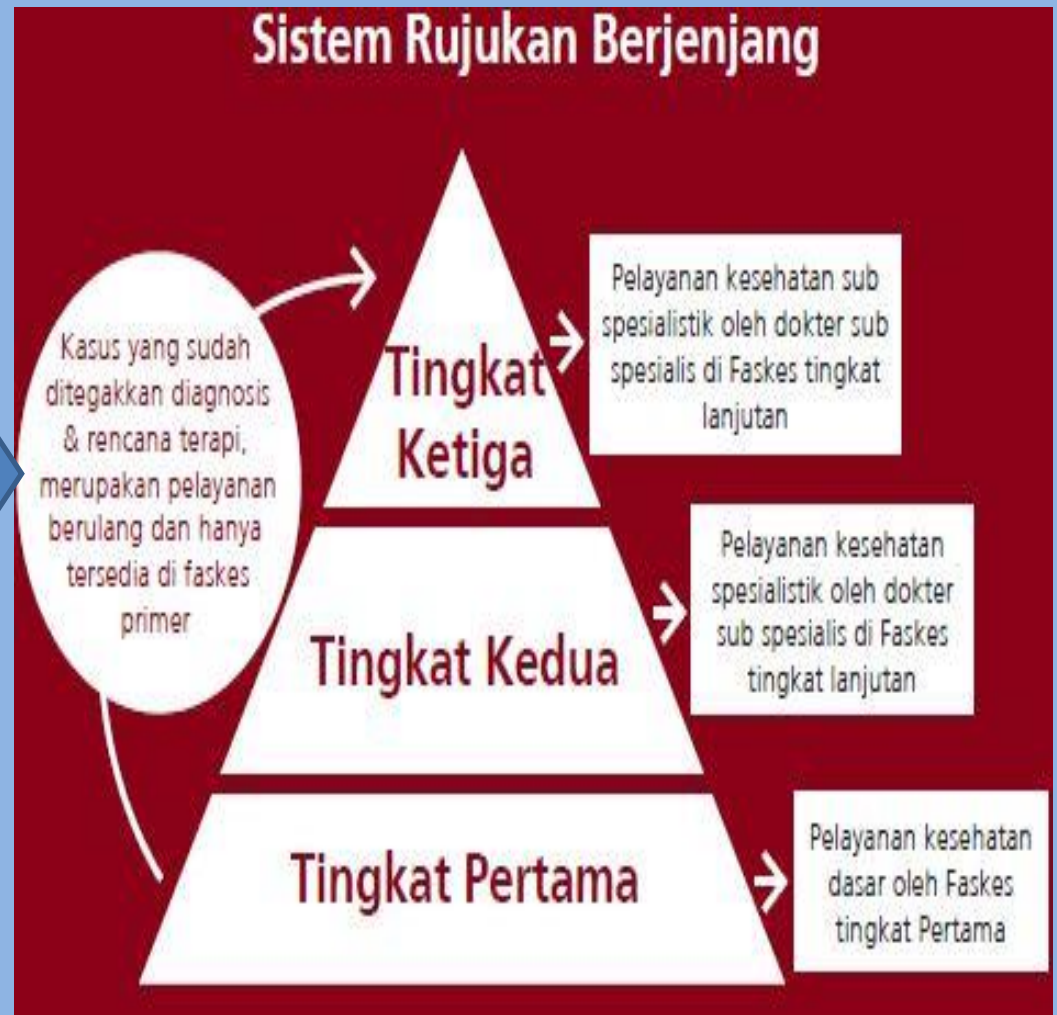 Sistem Rujukan Berjenjang
Kasus yang sudah
ditegakkan diagnosis
& rencana terapi,
merupakan pelayanan
berulang dan hanya
tersedia di faskes
primer
Tingkat
Ketiga
Pelayanan kesehatan sub
spesialistik oleh dokter sub
spesialis di Faskes tingkat
lanjutan
Tingkat Kedua
Pelayanan kesehatan
spesialistik oleh dokter
sub spesialis di Faskes
tingkat lanjutan
Tingkat Pertama
Pelayanan kesehatan
dasar oleh Faskes
tingkat Pertama